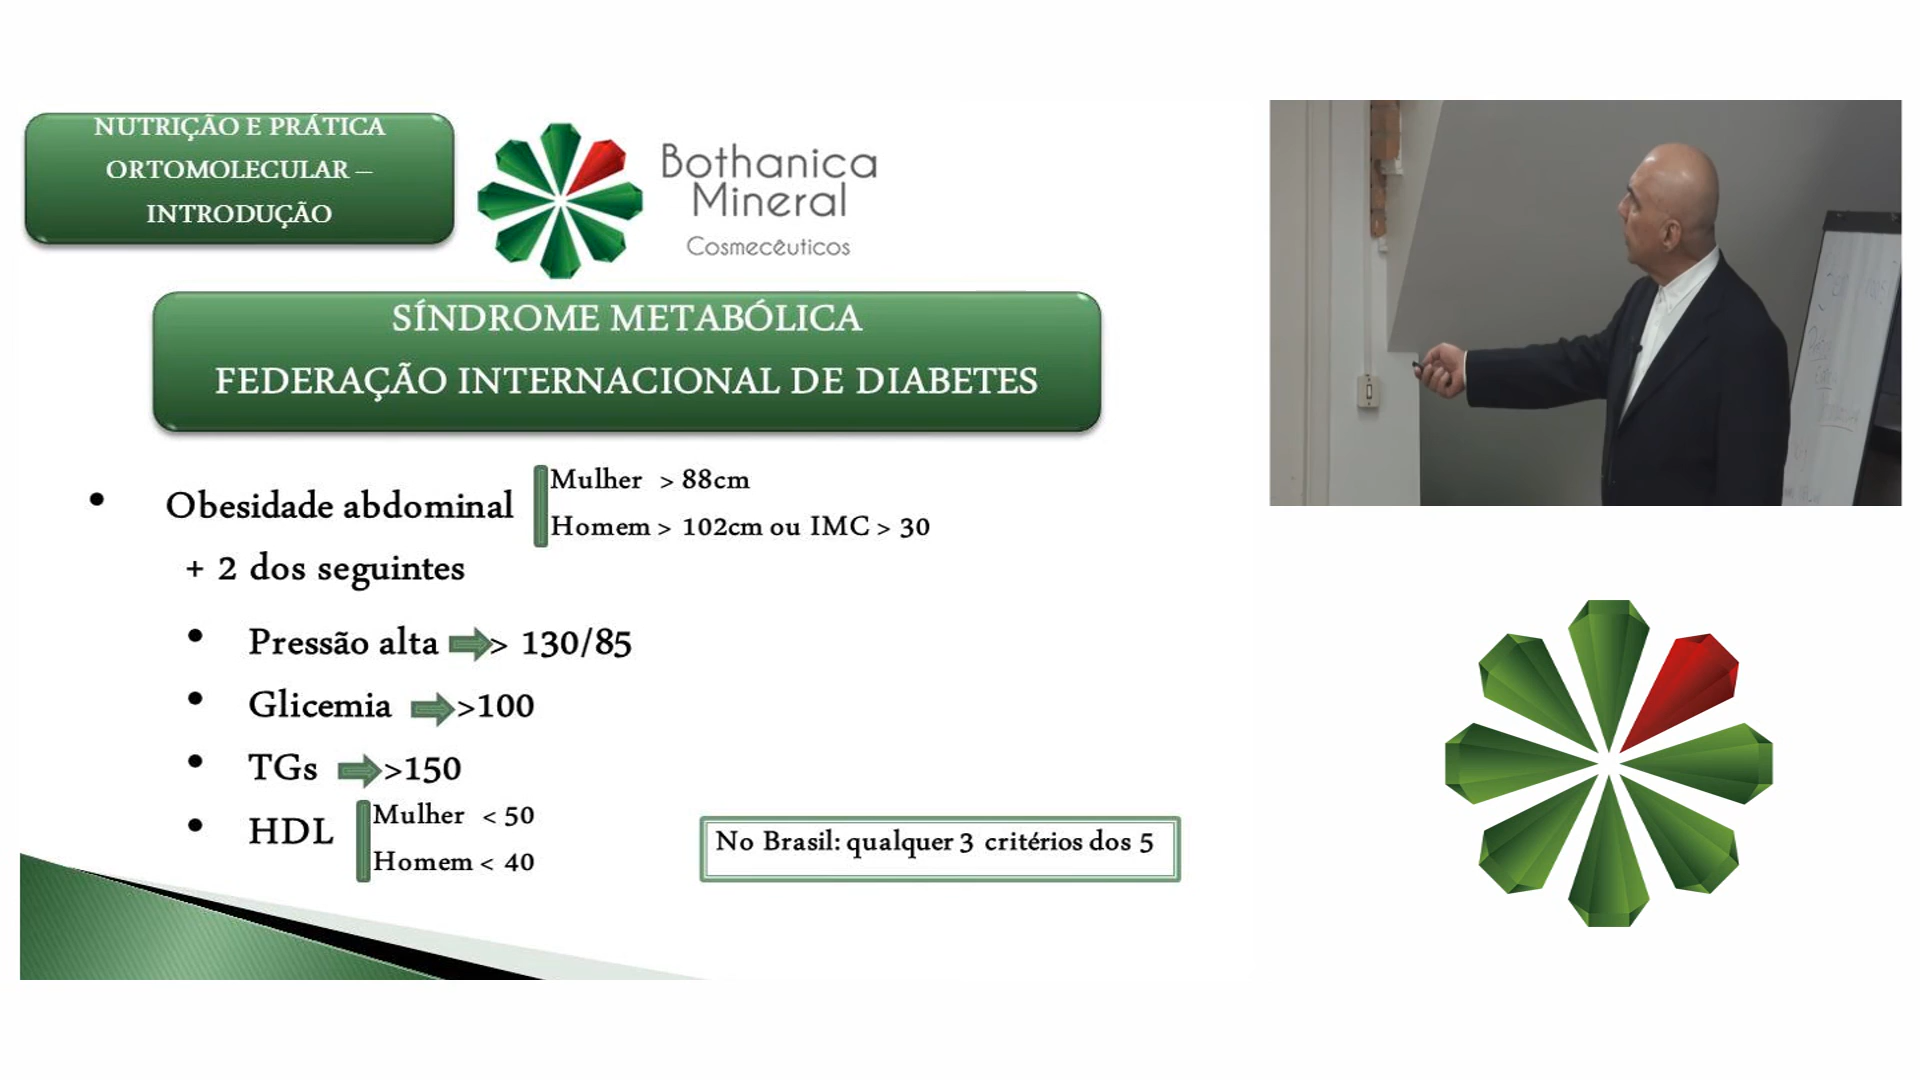 NUTRIÇÃO E PRÁTICA
ORTOMOLECULAR –
INTRODUÇÃO
Bothanica
Mineral
Cosmecêuticos
SÍNDROME METABÓLICA
FEDERAÇÃO INTERNACIONAL DE DIABETES
• Obesidade abdominal
Mulher > 88cm
Homem > 102cm ou IMC > 30
+ 2 dos seguintes
• Pressão alta > 130/85
• Glicemia >100
• TGs >150
• HDL
Mulher < 50
Homem < 40
No Brasil: qualquer 3 critérios dos 5